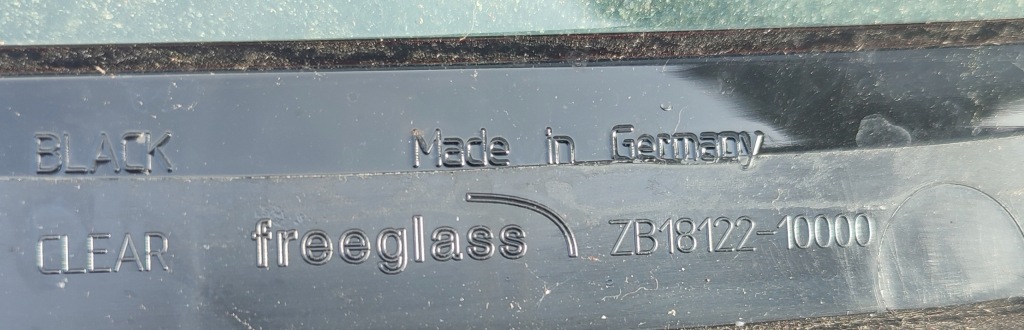 BLACK Made in Germany
CLEAR freeglass ZB18122-10000